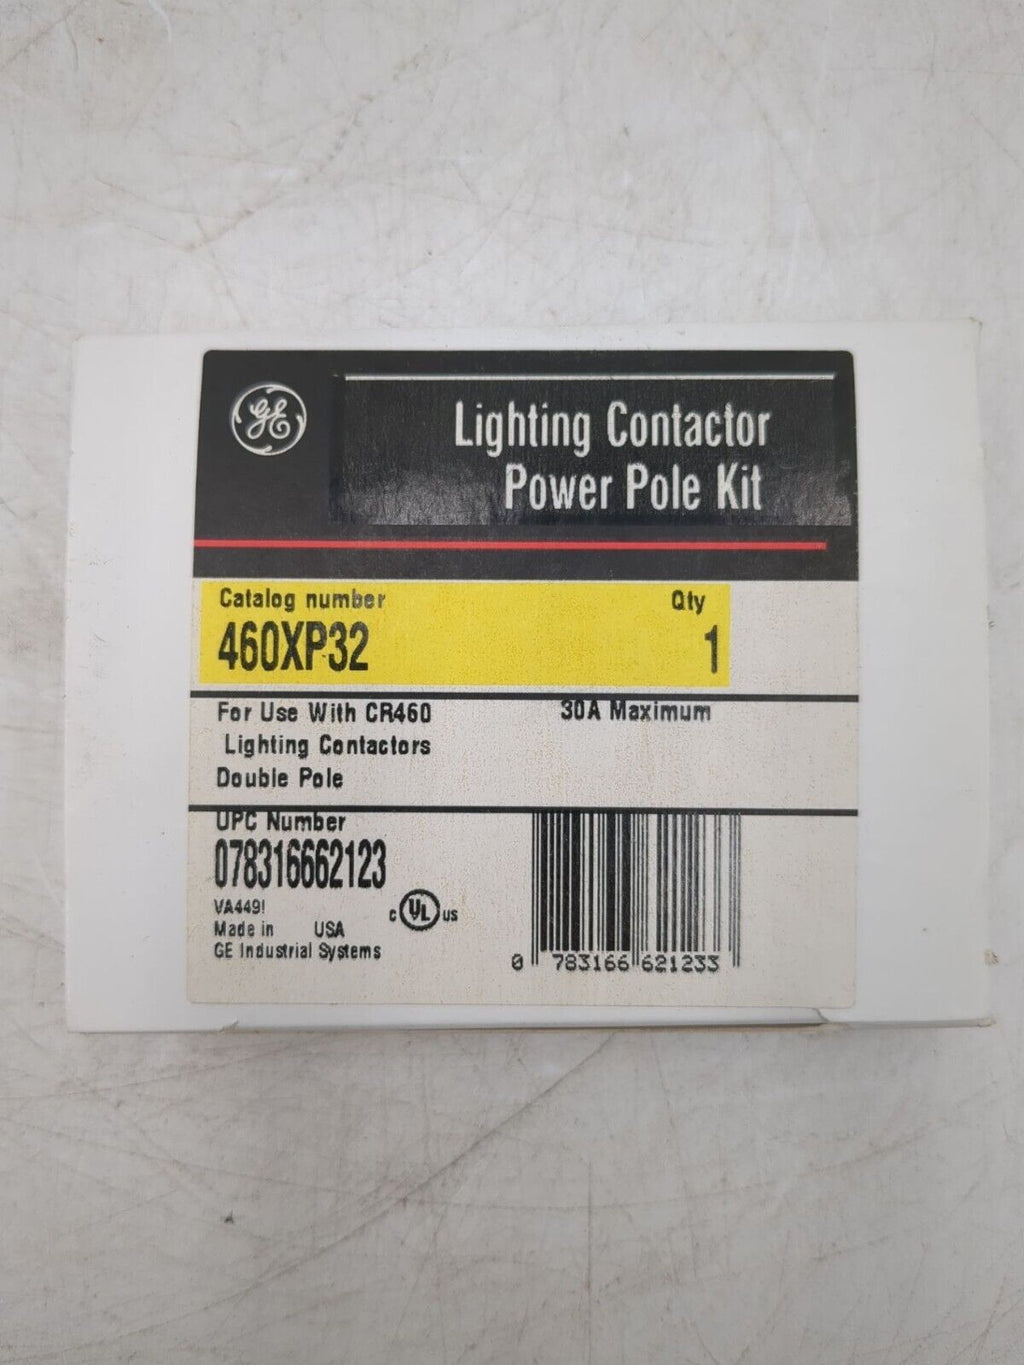 GE
Lighting Contactor
Power Pole Kit
Catalog number Qty
460XP32 1
For Use With CR460 30A Maximum
Lighting Contactors
Double Pole
UPC Number
078316662123
VA449!
Made in USA
GE Industrial Systems
c UL us
0 783166 621233